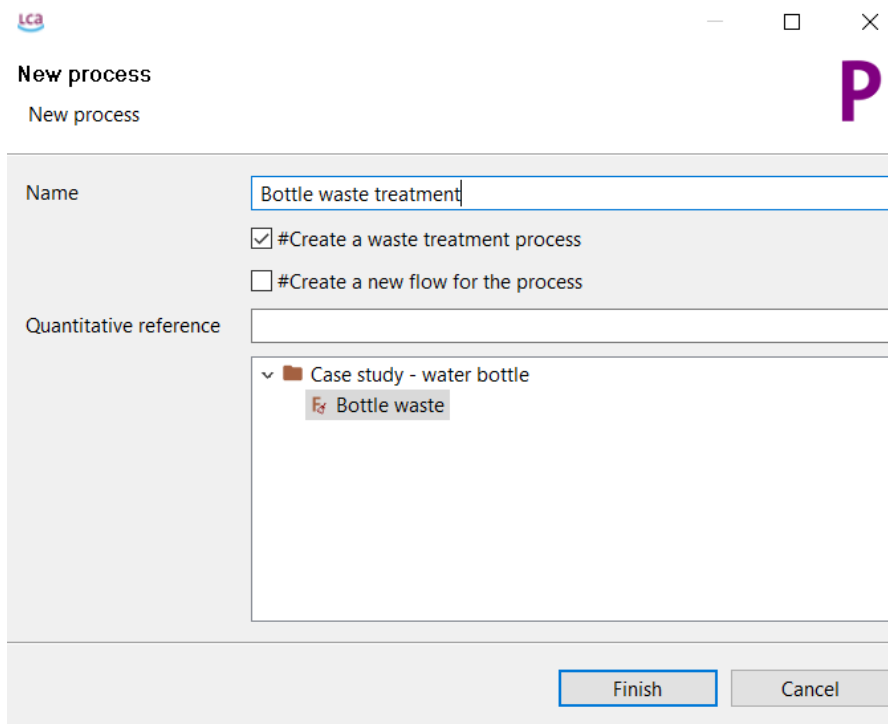 LCA
New process
New process
P
Name
Bottle waste treatment
#Create a waste treatment process
#Create a new flow for the process
Quantitative reference
Case study - water bottle
Bottle waste
Finish
Cancel